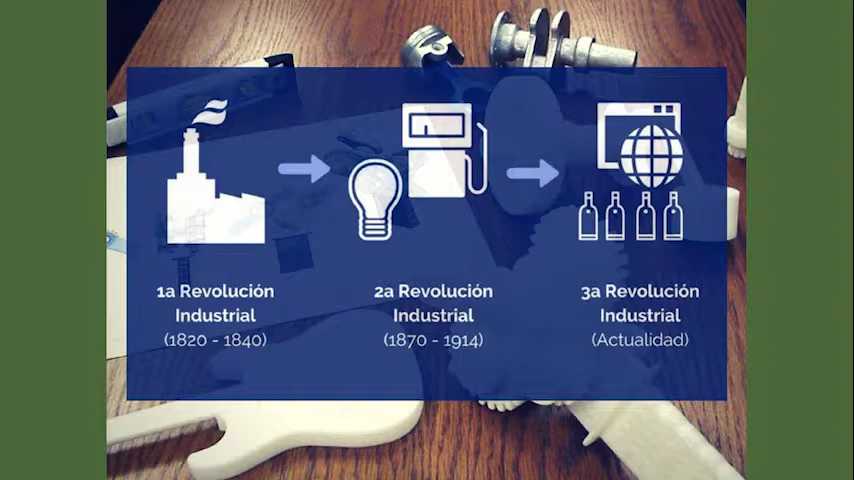 1a Revolución
Industrial
(1820 - 1840)
2a Revolución
Industrial
(1870 - 1914)
3a Revolución
Industrial
(Actualidad)